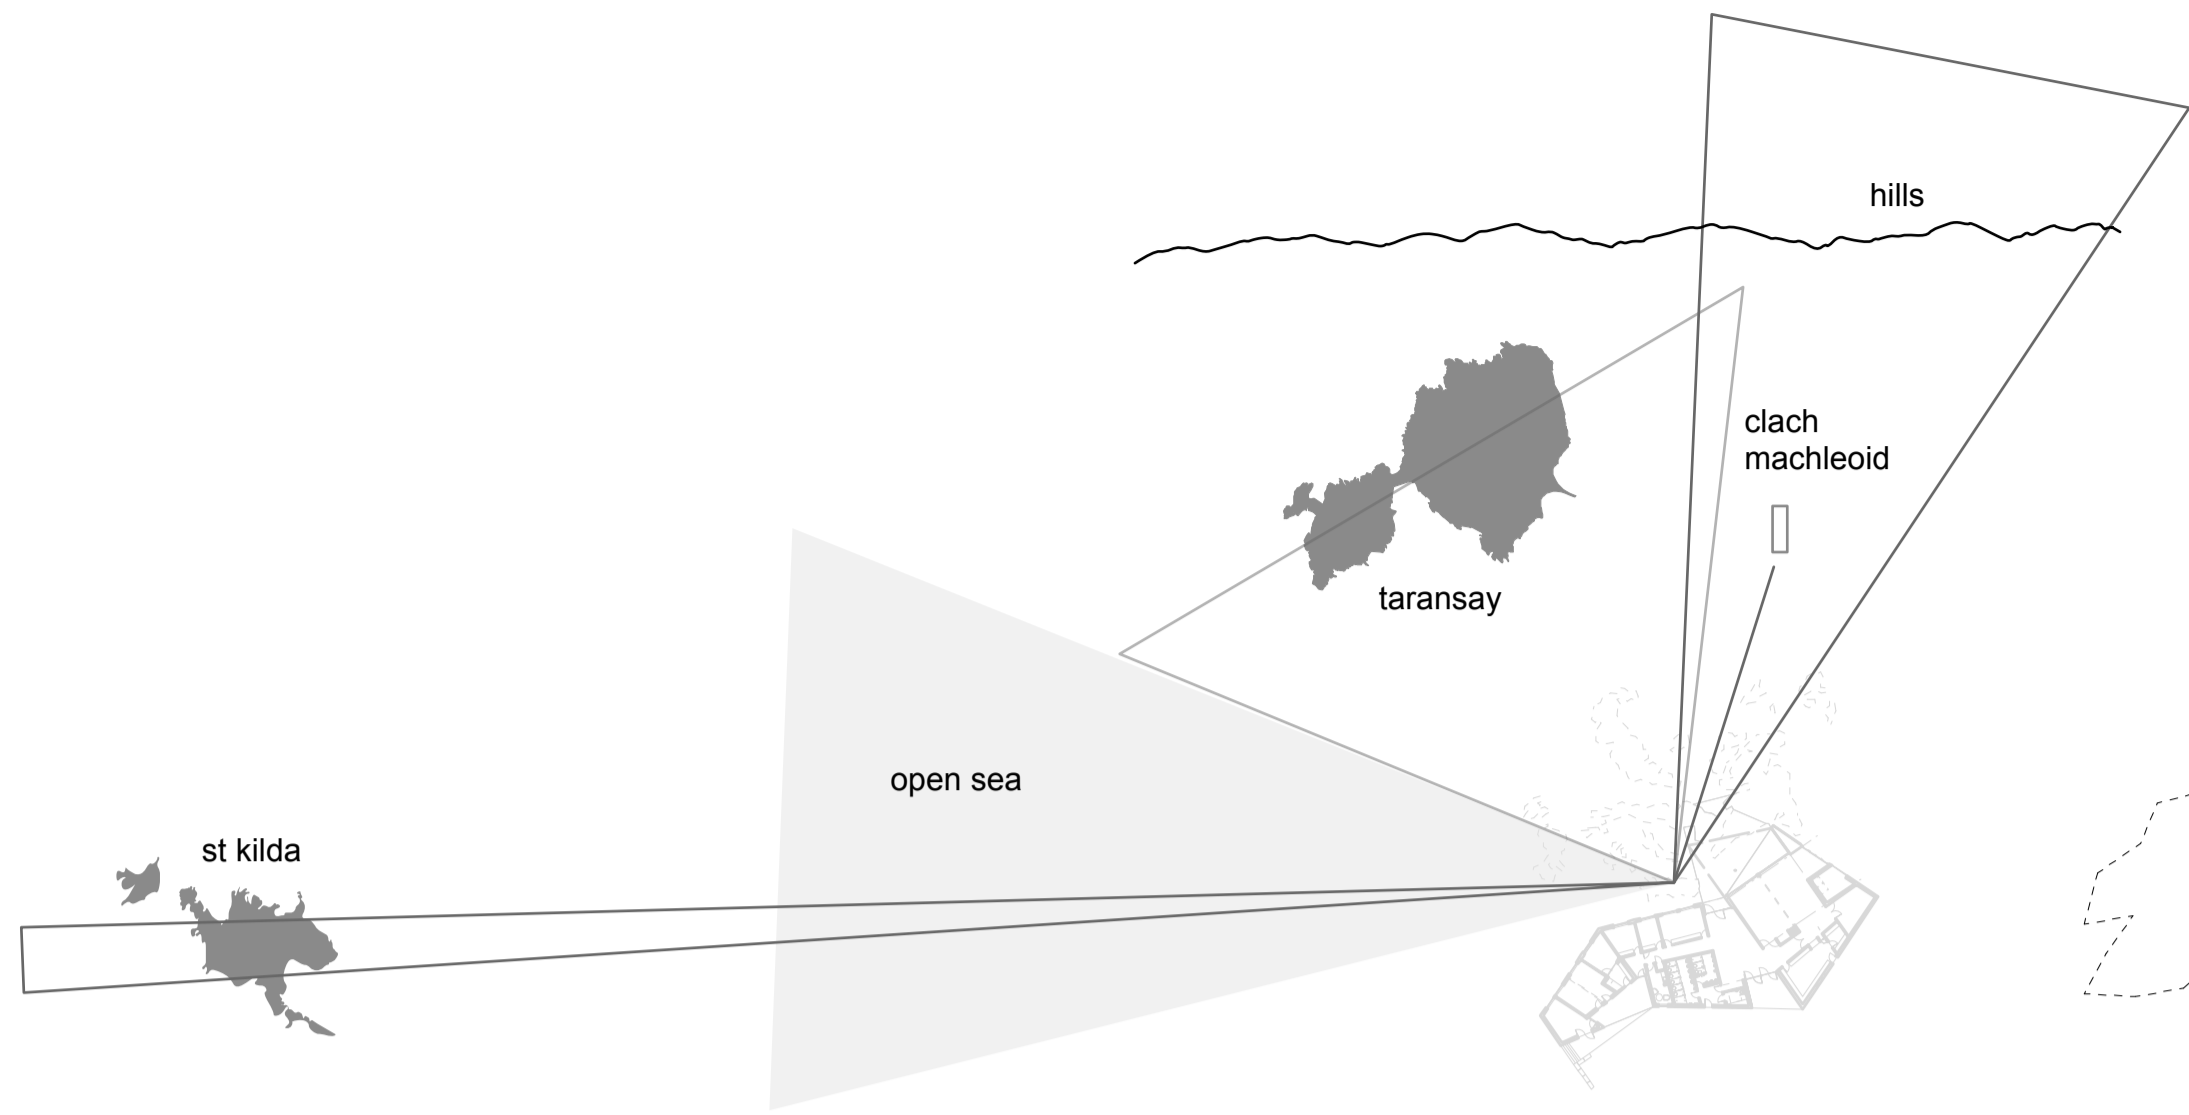 hills
clach
machleoid
taransay
open sea
st kilda